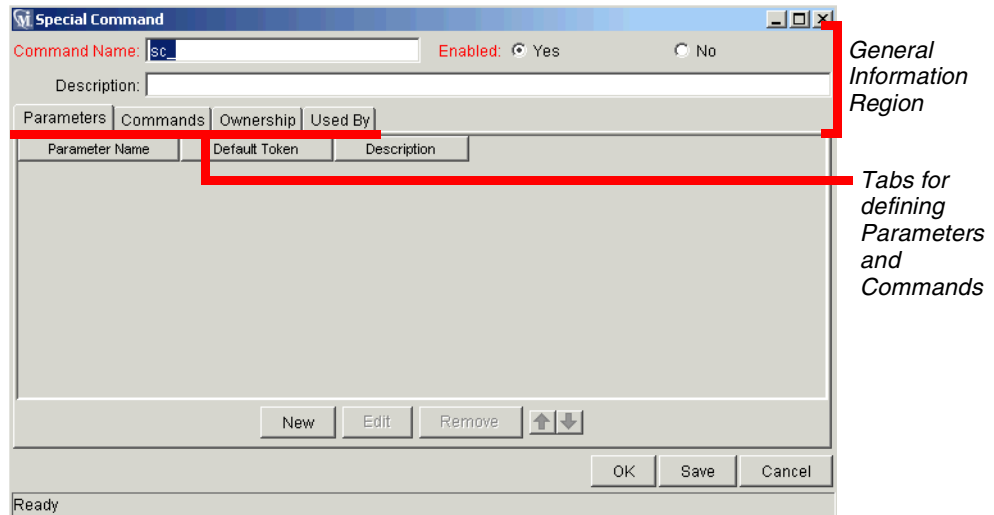 Special Command
Command Name: sc_
Enabled: Yes No
Description:
General
Information
Region
Parameters Commands Ownership Used By
Parameter Name Default Token Description
Tabs for
defining
Parameters
and
Commands
New Edit Remove
OK Save Cancel
Ready